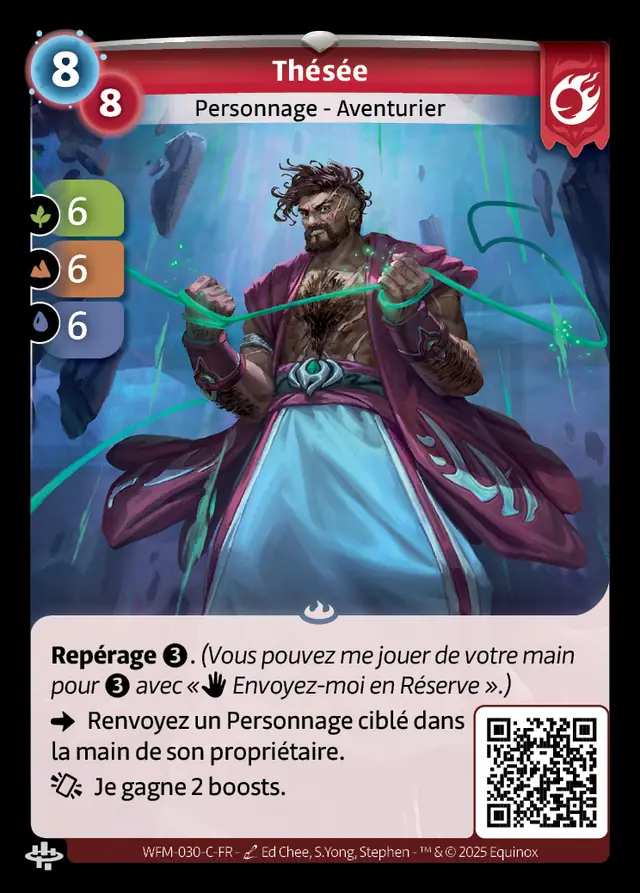 8
8
Thésée
Personnage - Aventurier
6
6
6
Repérage 3. (Vous pouvez me jouer de votre main
pour 3 avec « Envoyez-moi en Réserve ».)
Renvoyez un Personnage ciblé dans
la main de son propriétaire.
Je gagne 2 boosts.
WFM-030-C-FR - Ed Chee, S.Yong, Stephen - ™ & © 2025 Equinox